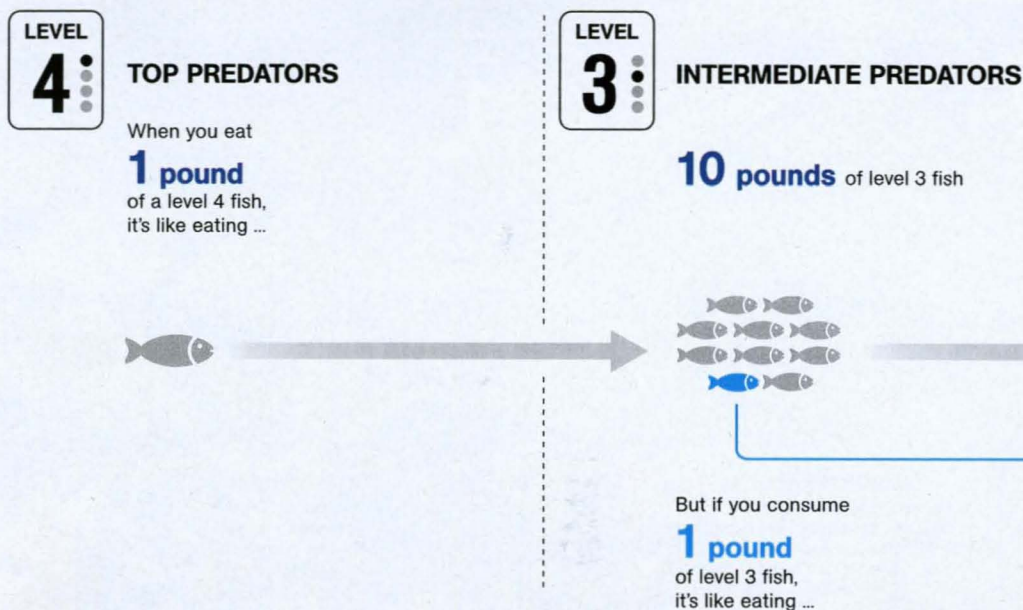 LEVEL
4
TOP PREDATORS
When you eat
1 pound
of a level 4 fish,
it's like eating ...
LEVEL
3
INTERMEDIATE PREDATORS
10 pounds of level 3 fish
But if you consume
1 pound
of level 3 fish,
it's like eating ...